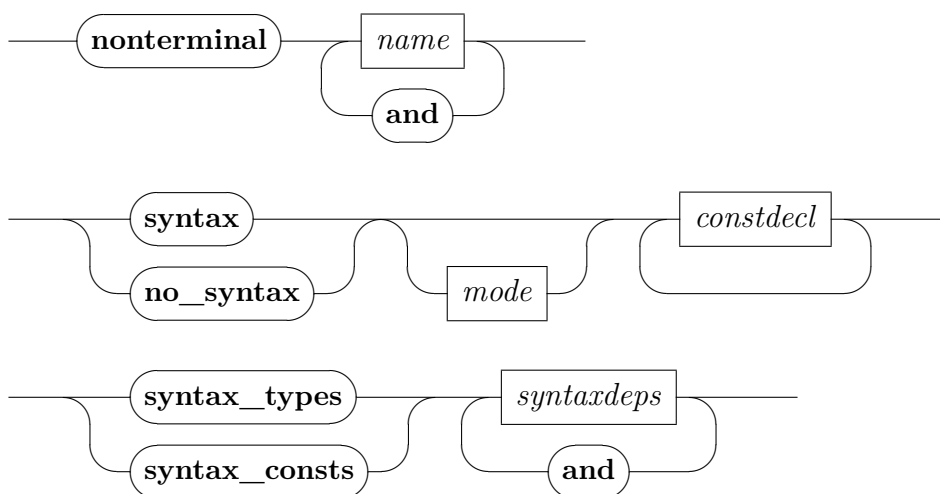 nonterminal name
and
syntax constdecl
no_syntax mode
syntax_types syntaxdeps
syntax_consts and